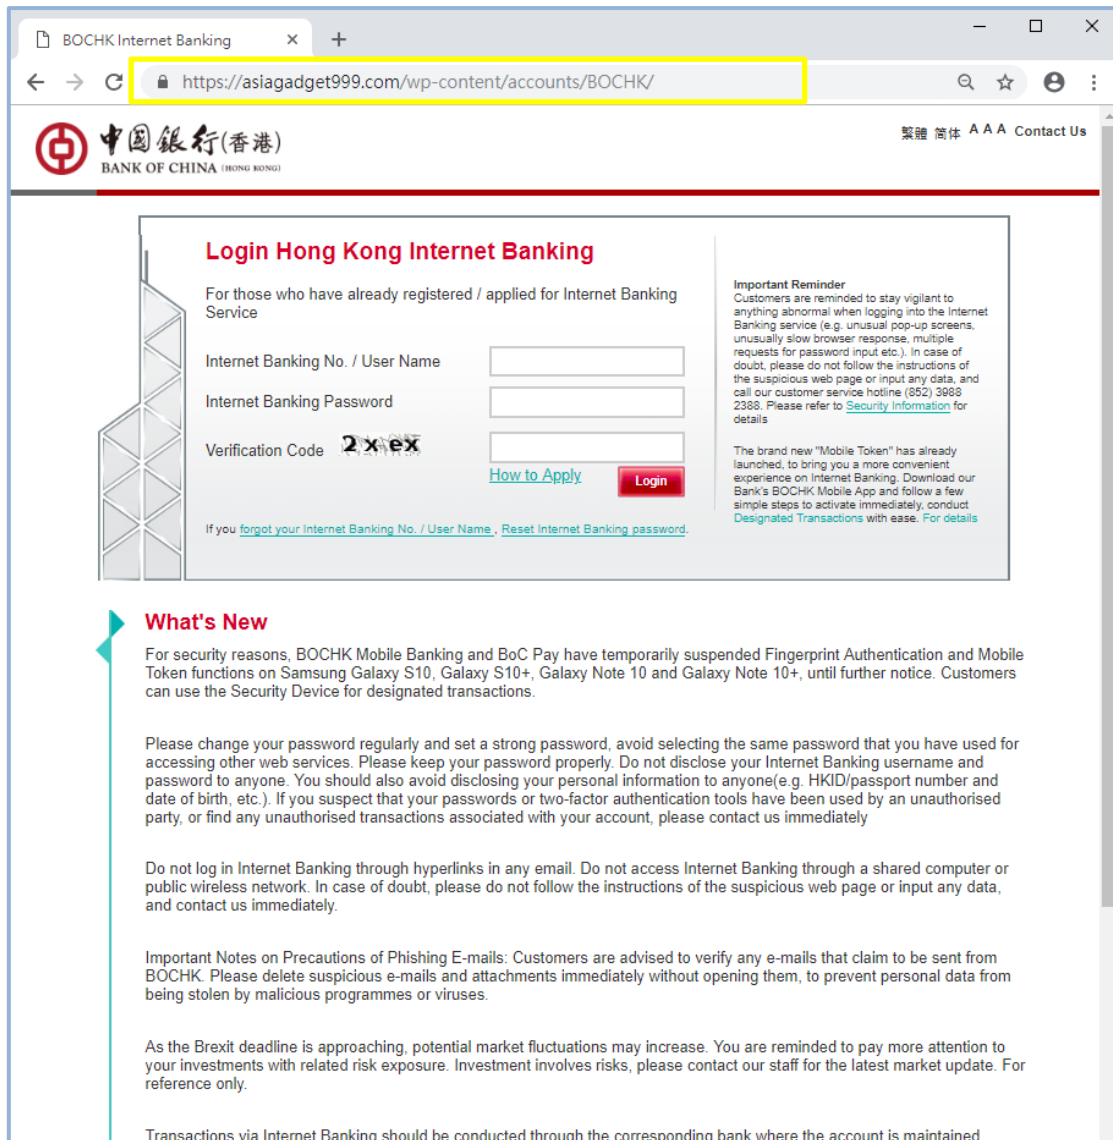 BOCHK Internet Banking
https://asiagadget999.com/wp-content/accounts/BOCHK/
中國銀行(香港)
BANK OF CHINA (HONG KONG)
繁體 简体 A A A Contact Us
Login Hong Kong Internet Banking
For those who have already registered / applied for Internet Banking
Service
Internet Banking No. / User Name
Internet Banking Password
Verification Code 2xex
How to Apply
Login
If you forgot your Internet Banking No. / User Name , Reset Internet Banking password.
Important Reminder
Customers are reminded to stay vigilant to
anything abnormal when logging into the Internet
Banking service (e.g. unusual pop-up screens,
unusually slow browser response, multiple
requests for password input etc.). In case of
doubt, please do not follow the instructions of
the suspicious web page or input any data, and
call our customer service hotline (852) 3988
2388. Please refer to Security Information for
details
The brand new "Mobile Token" has already
launched, to bring you a more convenient
experience on Internet Banking. Download our
Bank's BOCHK Mobile App and follow a few
simple steps to activate immediately, conduct
Designated Transactions with ease. For details
What's New
For security reasons, BOCHK Mobile Banking and BoC Pay have temporarily suspended Fingerprint Authentication and Mobile
Token functions on Samsung Galaxy S10, Galaxy S10+, Galaxy Note 10 and Galaxy Note 10+, until further notice. Customers
can use the Security Device for designated transactions.
Please change your password regularly and set a strong password, avoid selecting the same password that you have used for
accessing other web services. Please keep your password properly. Do not disclose your Internet Banking username and
password to anyone. You should also avoid disclosing your personal information to anyone(e.g. HKID/passport number and
date of birth, etc.). If you suspect that your passwords or two-factor authentication tools have been used by an unauthorised
party, or find any unauthorised transactions associated with your account, please contact us immediately
Do not log in Internet Banking through hyperlinks in any email. Do not access Internet Banking through a shared computer or
public wireless network. In case of doubt, please do not follow the instructions of the suspicious web page or input any data,
and contact us immediately.
Important Notes on Precautions of Phishing E-mails: Customers are advised to verify any e-mails that claim to be sent from
BOCHK. Please delete suspicious e-mails and attachments immediately without opening them, to prevent personal data from
being stolen by malicious programmes or viruses.
As the Brexit deadline is approaching, potential market fluctuations may increase. You are reminded to pay more attention to
your investments with related risk exposure. Investment involves risks, please contact our staff for the latest market update. For
reference only.
Transactions via Internet Banking should be conducted through the corresponding bank where the account is maintained